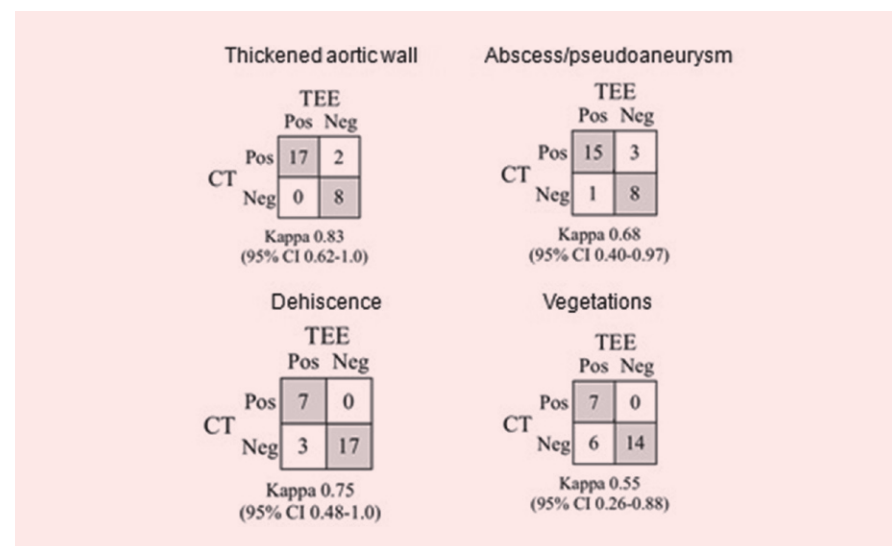 Thickened aortic wall
TEE
Pos Neg
CT
Pos 17 2
Neg 0 8
Kappa 0.83
(95% CI 0.62-1.0)
Abscess/pseudoaneurysm
TEE
Pos Neg
CT
Pos 15 3
Neg 1 8
Kappa 0.68
(95% CI 0.40-0.97)
Dehiscence
TEE
Pos Neg
CT
Pos 7 0
Neg 3 17
Kappa 0.75
(95% CI 0.48-1.0)
Vegetations
TEE
Pos Neg
CT
Pos 7 0
Neg 6 14
Kappa 0.55
(95% CI 0.26-0.88)